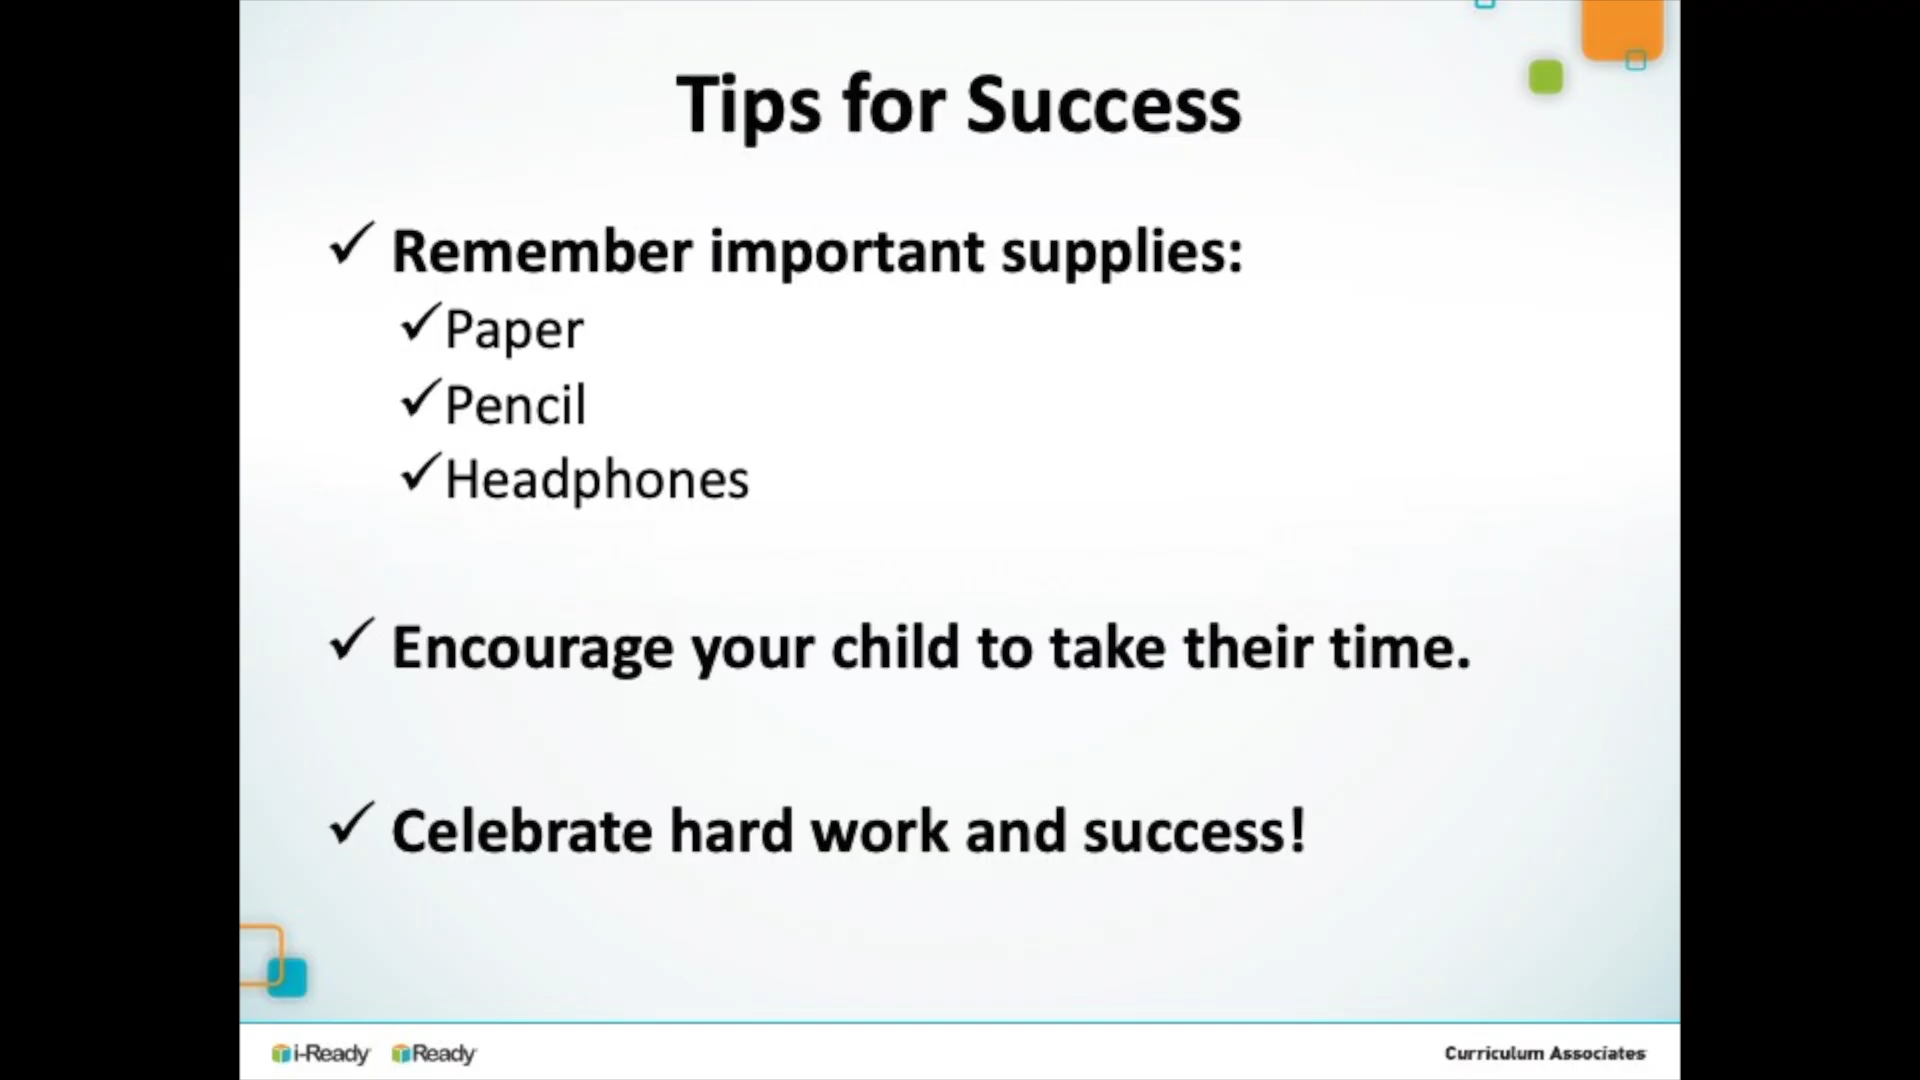 Tips for Success
✓ Remember important supplies:
✓Paper
✓Pencil
✓Headphones
✓ Encourage your child to take their time.
✓ Celebrate hard work and success!
i-Ready Ready
Curriculum Associates